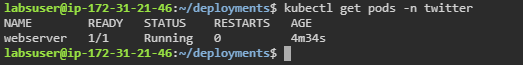 labsuser@ip-172-31-21-46:~/deployments$ kubectl get pods -n twitter
NAME        READY   STATUS    RESTARTS   AGE
webserver   1/1     Running   0          4m34s
labsuser@ip-172-31-21-46:~/deployments$